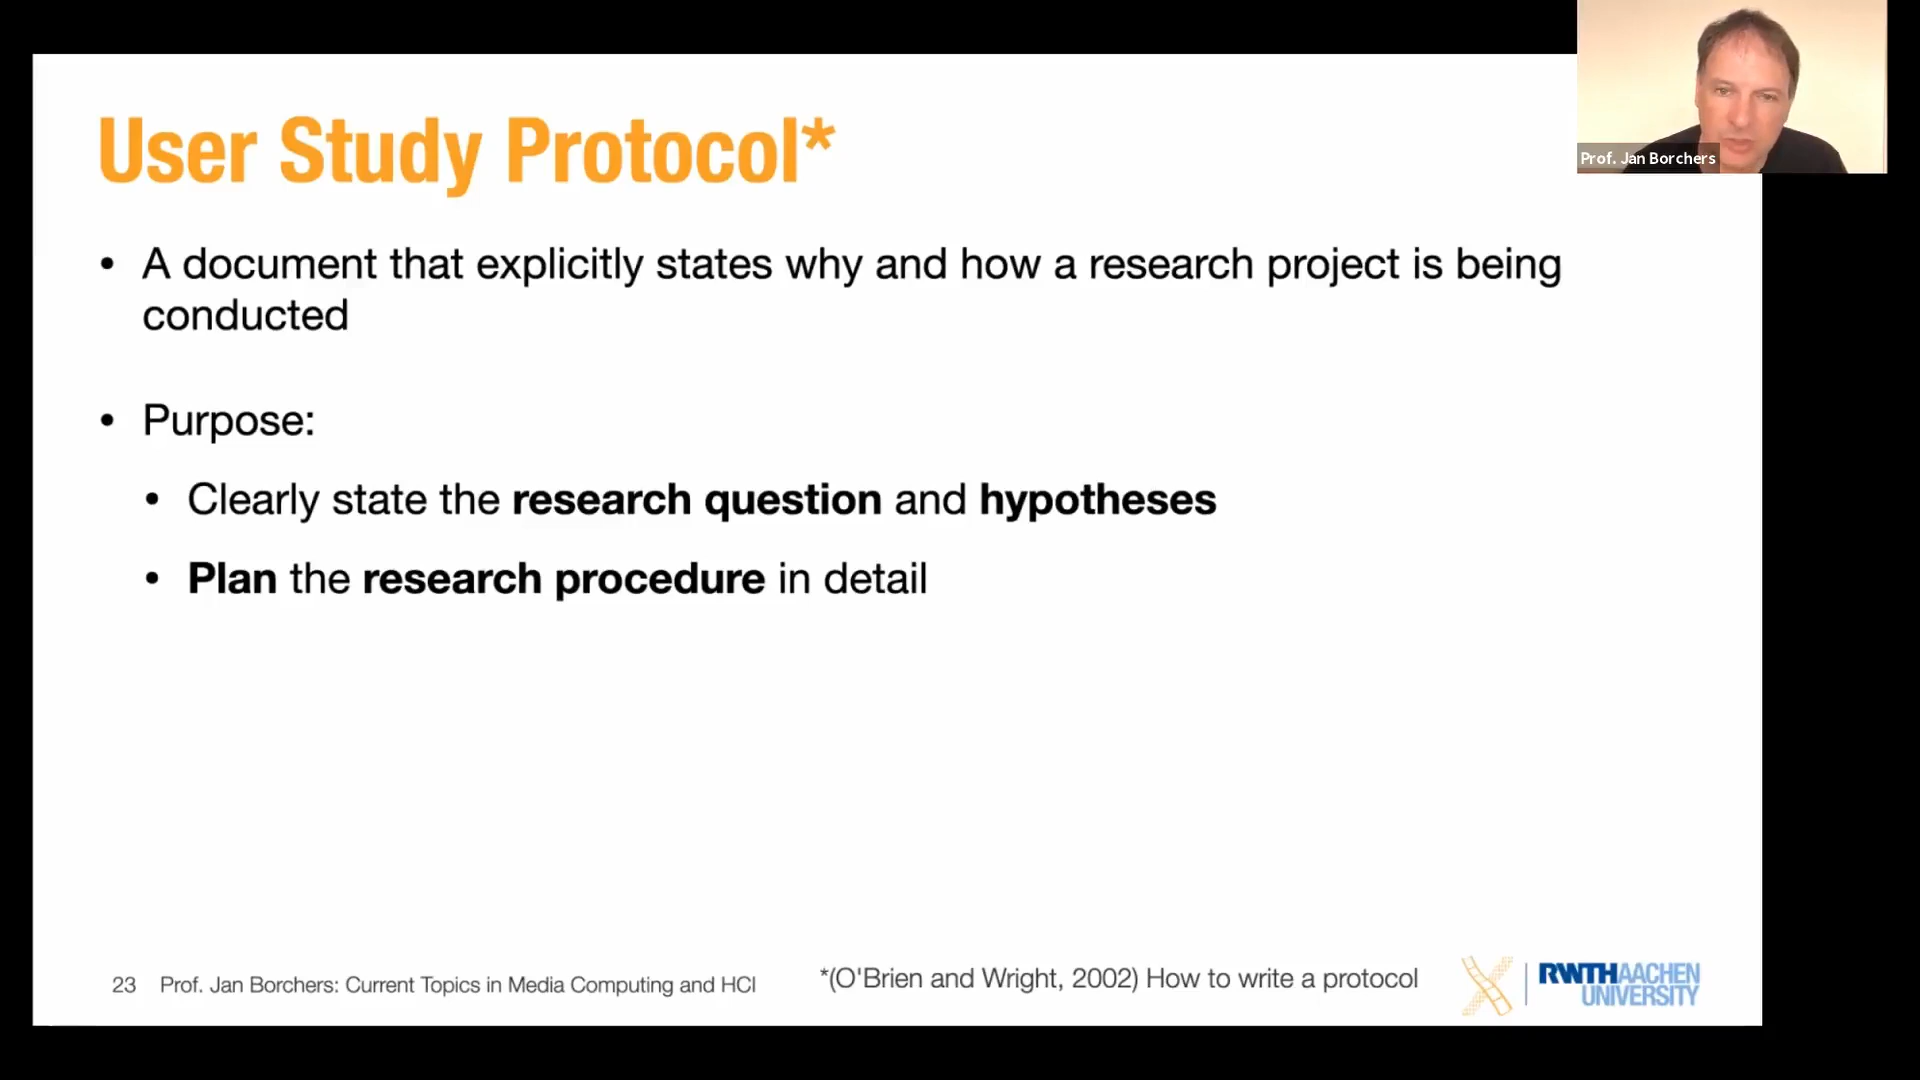 Prof. Jan Borchers
User Study Protocol*
• A document that explicitly states why and how a research project is being
conducted
• Purpose:
• Clearly state the research question and hypotheses
• Plan the research procedure in detail
23 Prof. Jan Borchers: Current Topics in Media Computing and HCI
*(O'Brien and Wright, 2002) How to write a protocol
RWTHAACHEN
UNIVERSITY